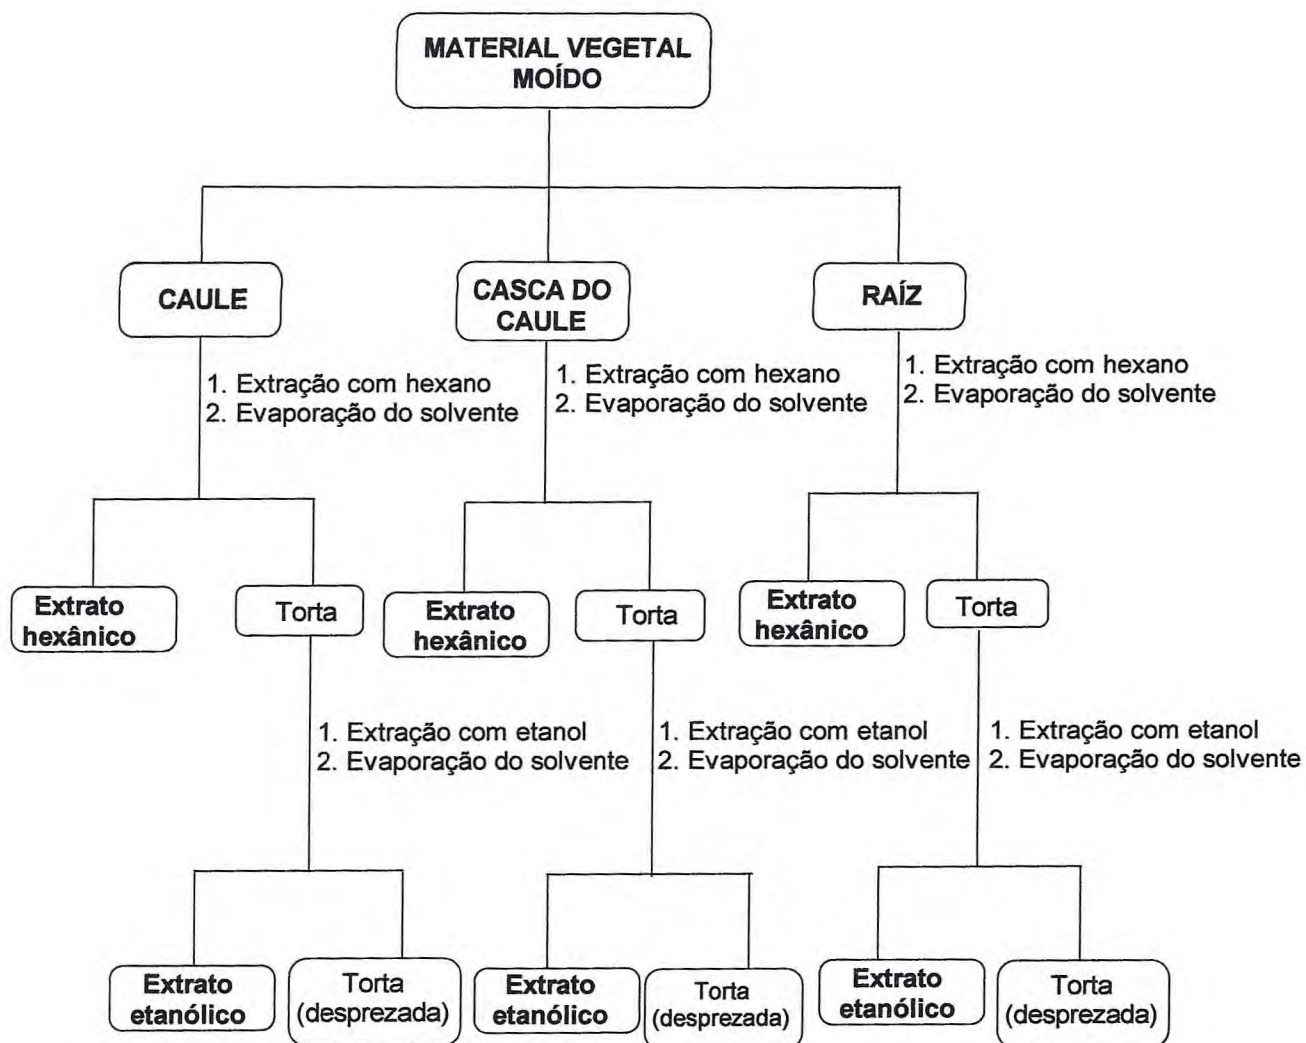 MATERIAL VEGETAL
MOÍDO
CAULE
CASCA DO
CAULE
RAÍZ
1. Extração com hexano
2. Evaporação do solvente
1. Extração com hexano
2. Evaporação do solvente
1. Extração com hexano
2. Evaporação do solvente
Extrato
hexânico
Torta
Extrato
hexânico
Torta
Extrato
hexânico
Torta
1. Extração com etanol
2. Evaporação do solvente
1. Extração com etanol
2. Evaporação do solvente
1. Extração com etanol
2. Evaporação do solvente
Extrato
etanólico
Torta
(desprezada)
Extrato
etanólico
Torta
(desprezada)
Extrato
etanólico
Torta
(desprezada)